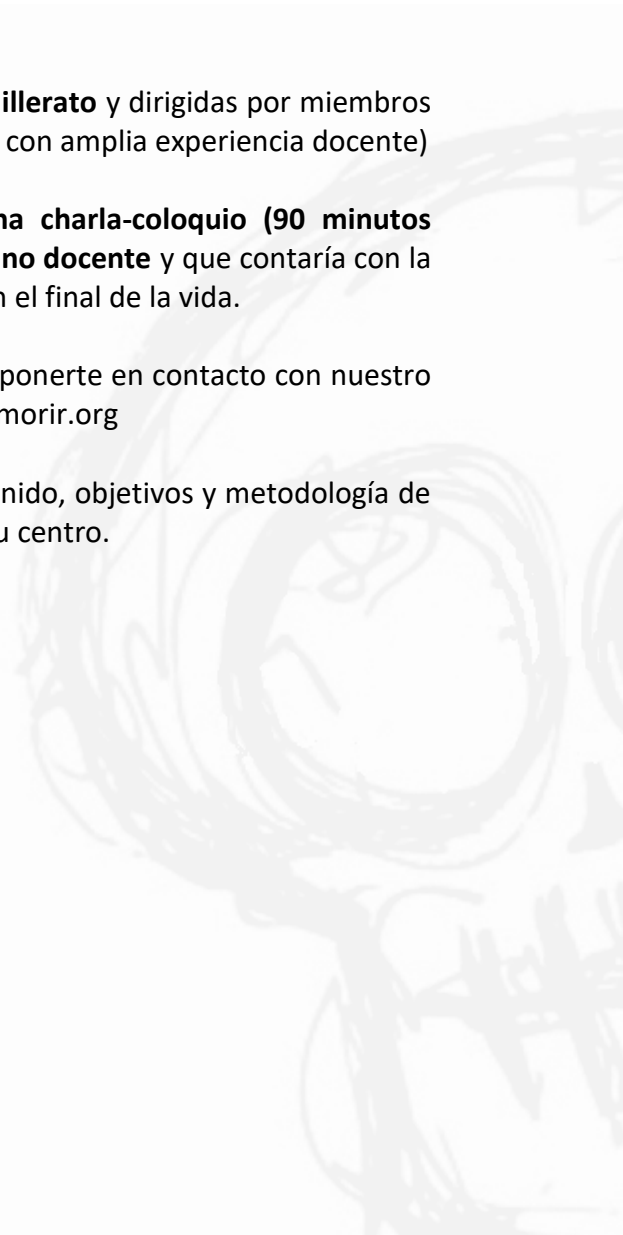 illerato y dirigidas por miembros
con amplia experiencia docente)
na charla-coloquio (90 minutos
no docente y que contaría con la
n el final de la vida.
ponerte en contacto con nuestro
morir.org
nido, objetivos y metodología de
u centro.